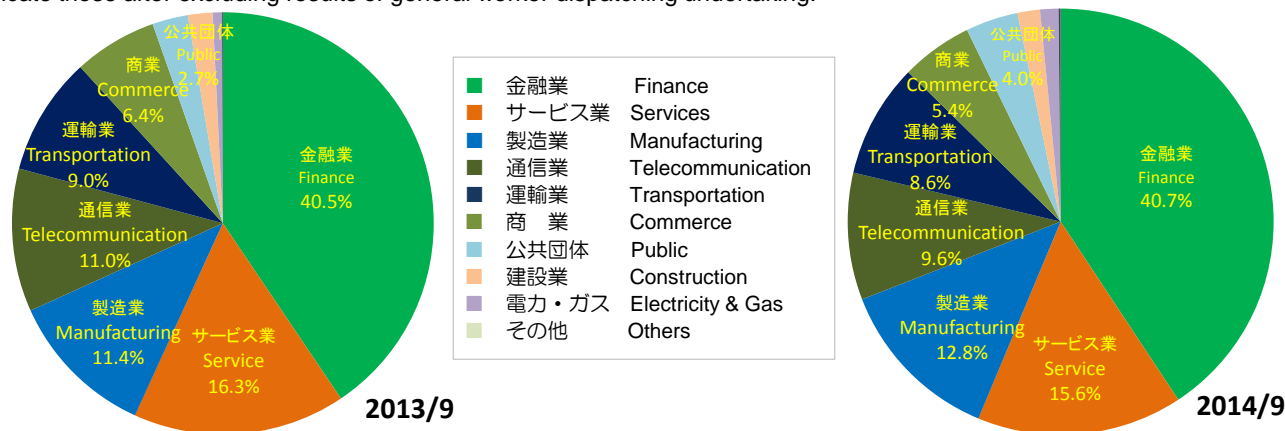 those after excluding results of general worker dispatching undertaking.
公共団体
Public
2.7%
商業
Commerce
6.4%
運輸業
Transportation
9.0%
通信業
Telecommunication
11.0%
製造業
Manufacturing
11.4%
サービス業
Service
16.3%
金融業
Finance
40.5%
2013/9
金融業 Finance
サービス業 Services
製造業 Manufacturing
通信業 Telecommunication
運輸業 Transportation
商 業 Commerce
公共団体 Public
建設業 Construction
電力・ガス Electricity & Gas
その他 Others
公共団体
Public
4.0%
商業
Commerce
5.4%
運輸業
Transportation
8.6%
通信業
Telecommunication
9.6%
製造業
Manufacturing
12.8%
サービス業
Service
15.6%
金融業
Finance
40.7%
2014/9